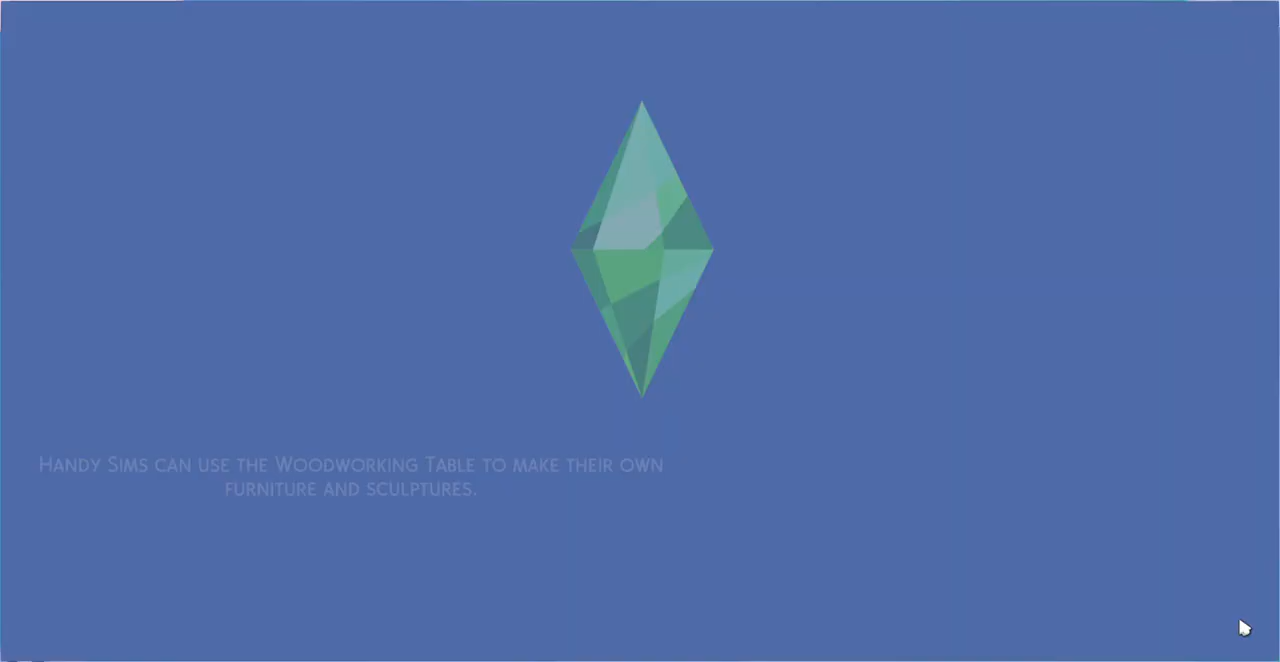 Handy Sims can use the Woodworking Table to make their own
furniture and sculptures.